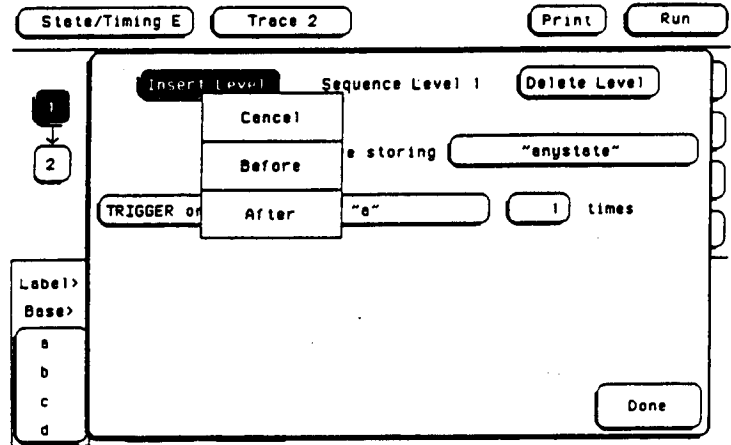 State/Timing E Trace 2 Print Run
Insert Level Sequence Level 1 Delete Level
1
Cancel
2
Before
e storing "anystate"
TRIGGER on "a" 1 times
After
Label>
Base>
a
b
c
d
Done